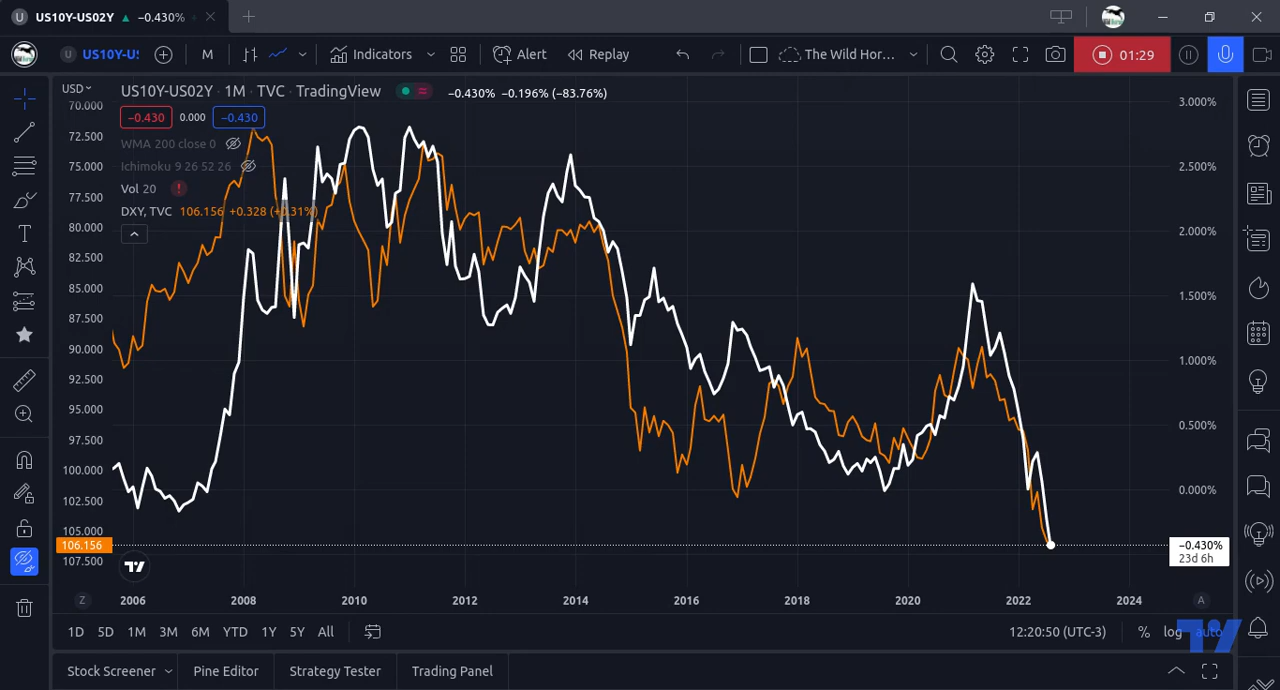 U US10Y-US02Y ▲ −0.430%
U US10Y-US M Indicators Alert Replay The Wild Hor... 01:29
USD US10Y-US02Y · 1M · TVC · TradingView −0.430% −0.196% (−83.76%)
−0.430 0.000 −0.430
WMA 200 close 0
Ichimoku 9 26 52 26
Vol 20 !
DXY, TVC 106.156 +0.328 (+0.31%)
70.000
72.500
75.000
77.500
80.000
82.500
85.000
87.500
90.000
92.500
95.000
97.500
100.000
102.500
105.000
106.156
107.500
3.000%
2.500%
2.000%
1.500%
1.000%
0.500%
0.000%
−0.430%
23d 6h
Z 2006 2008 2010 2012 2014 2016 2018 2020 2022 2024 A
1D 5D 1M 3M 6M YTD 1Y 5Y All 12:20:50 (UTC-3) % log auto
Stock Screener Pine Editor Strategy Tester Trading Panel